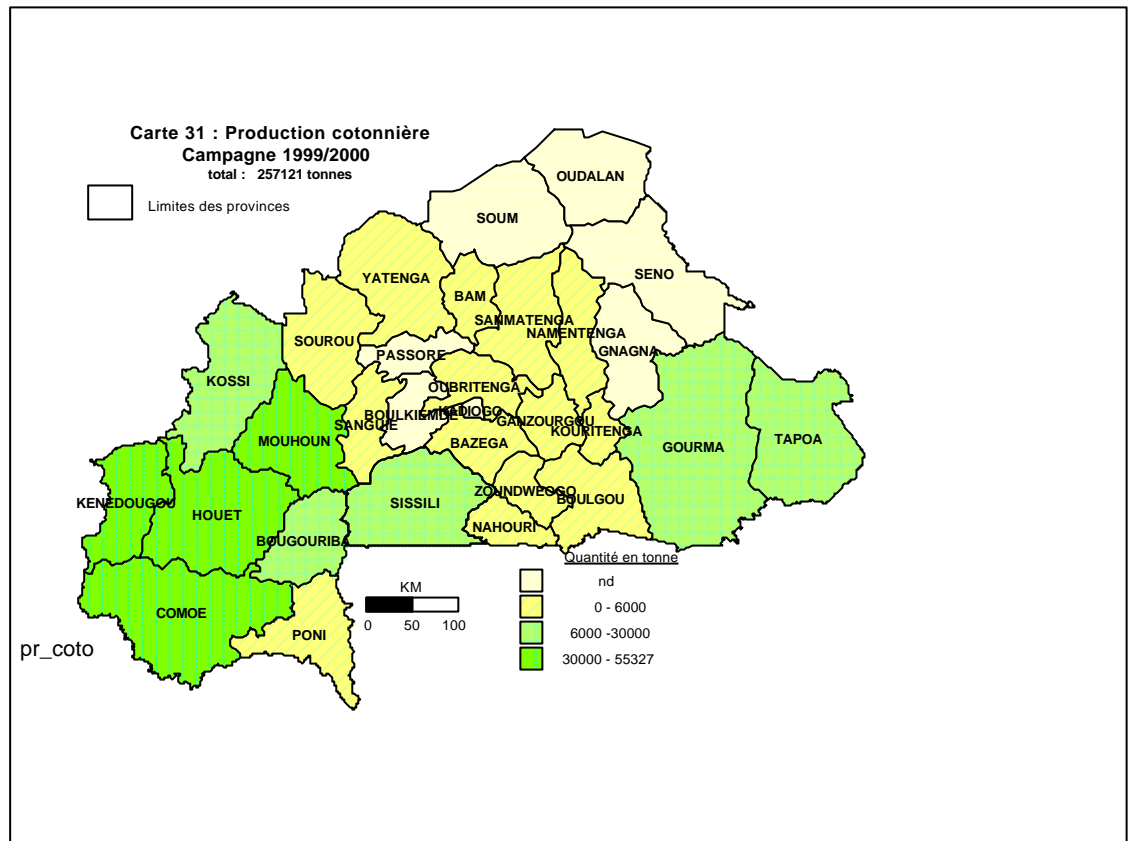 Carte 31 : Production cotonnière
Campagne 1999/2000
total : 257121 tonnes
Limites des provinces
OUDALAN
SOUM
SENO
YATENGA
BAM
SANMATENGA
NAMENTENGA
SOUROU
PASSORE
GNAGNA
KOSSI
OUBRITENGA
BOULKIEMDE
KADIOGO
GANZOURGOU
SANGUIE
KOURITENGA
MOUHOUN
BAZEGA
GOURMA
TAPOA
KENEDOUGOU
HOUET
SISSILI
ZOUNDWEOGO
BOULGOU
NAHOURI
BOUGOURIBA
COMOE
PONI
Quantité en tonne
nd
0 - 6000
6000 -30000
30000 - 55327
KM
0 50 100
pr_coto